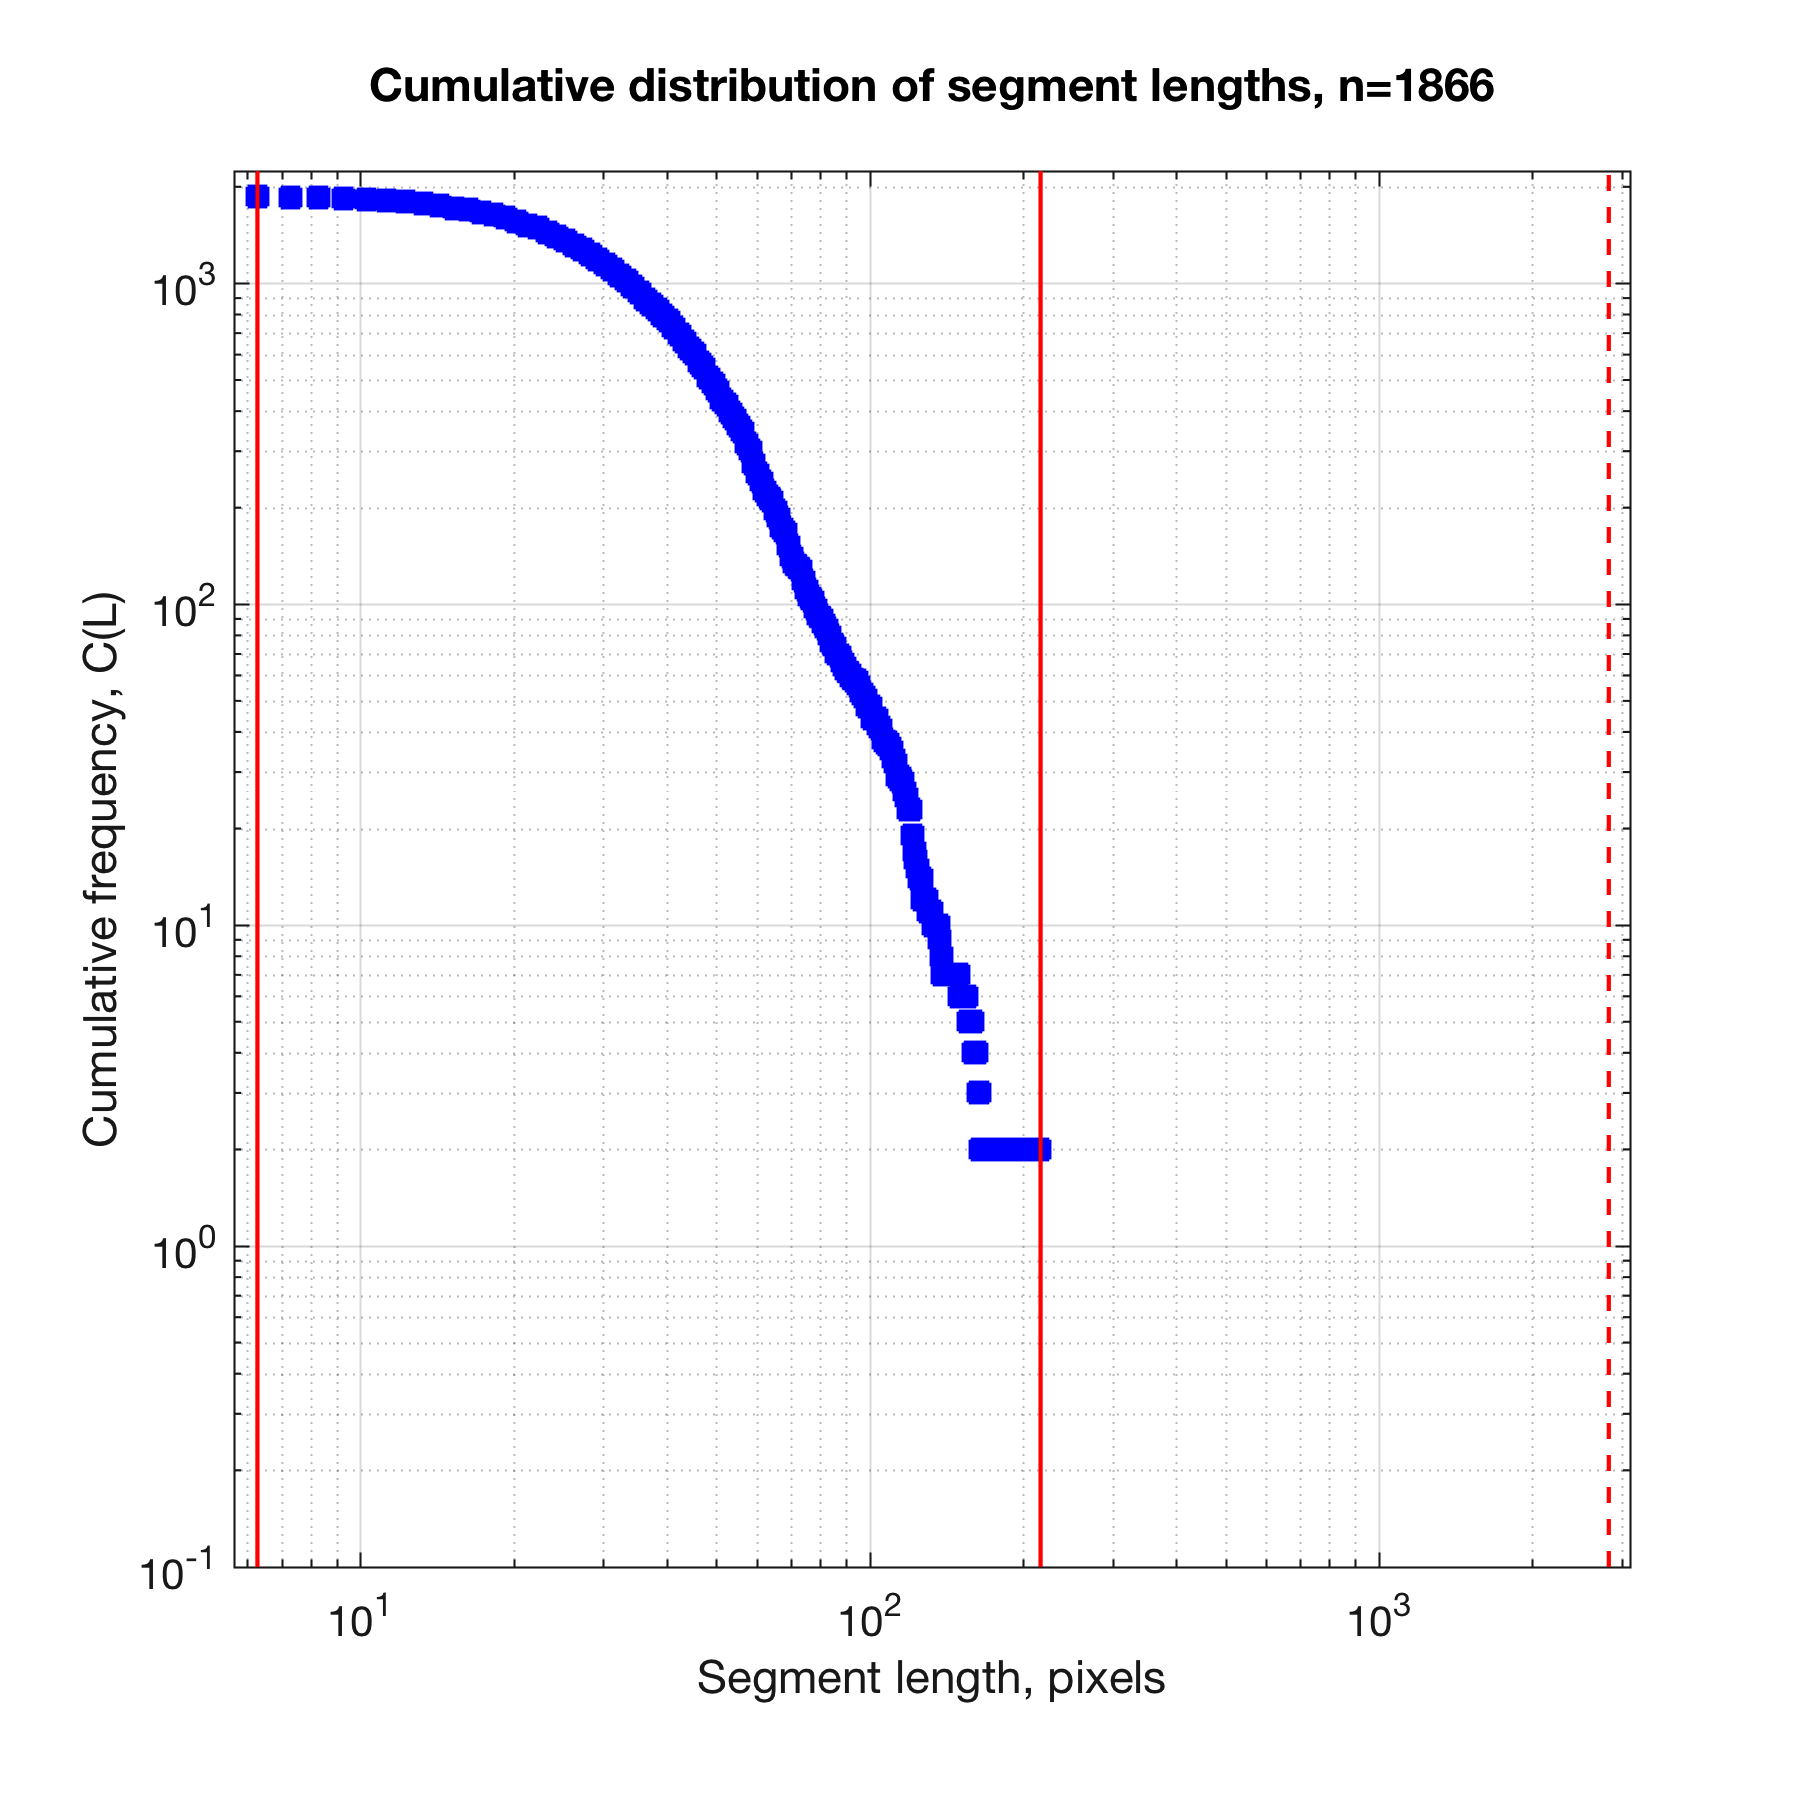 Cumulative distribution of segment lengths, n=1866
Cumulative frequency, C(L)
10^3
10^2
10^1
10^0
10^-1
10^1 10^2 10^3
Segment length, pixels